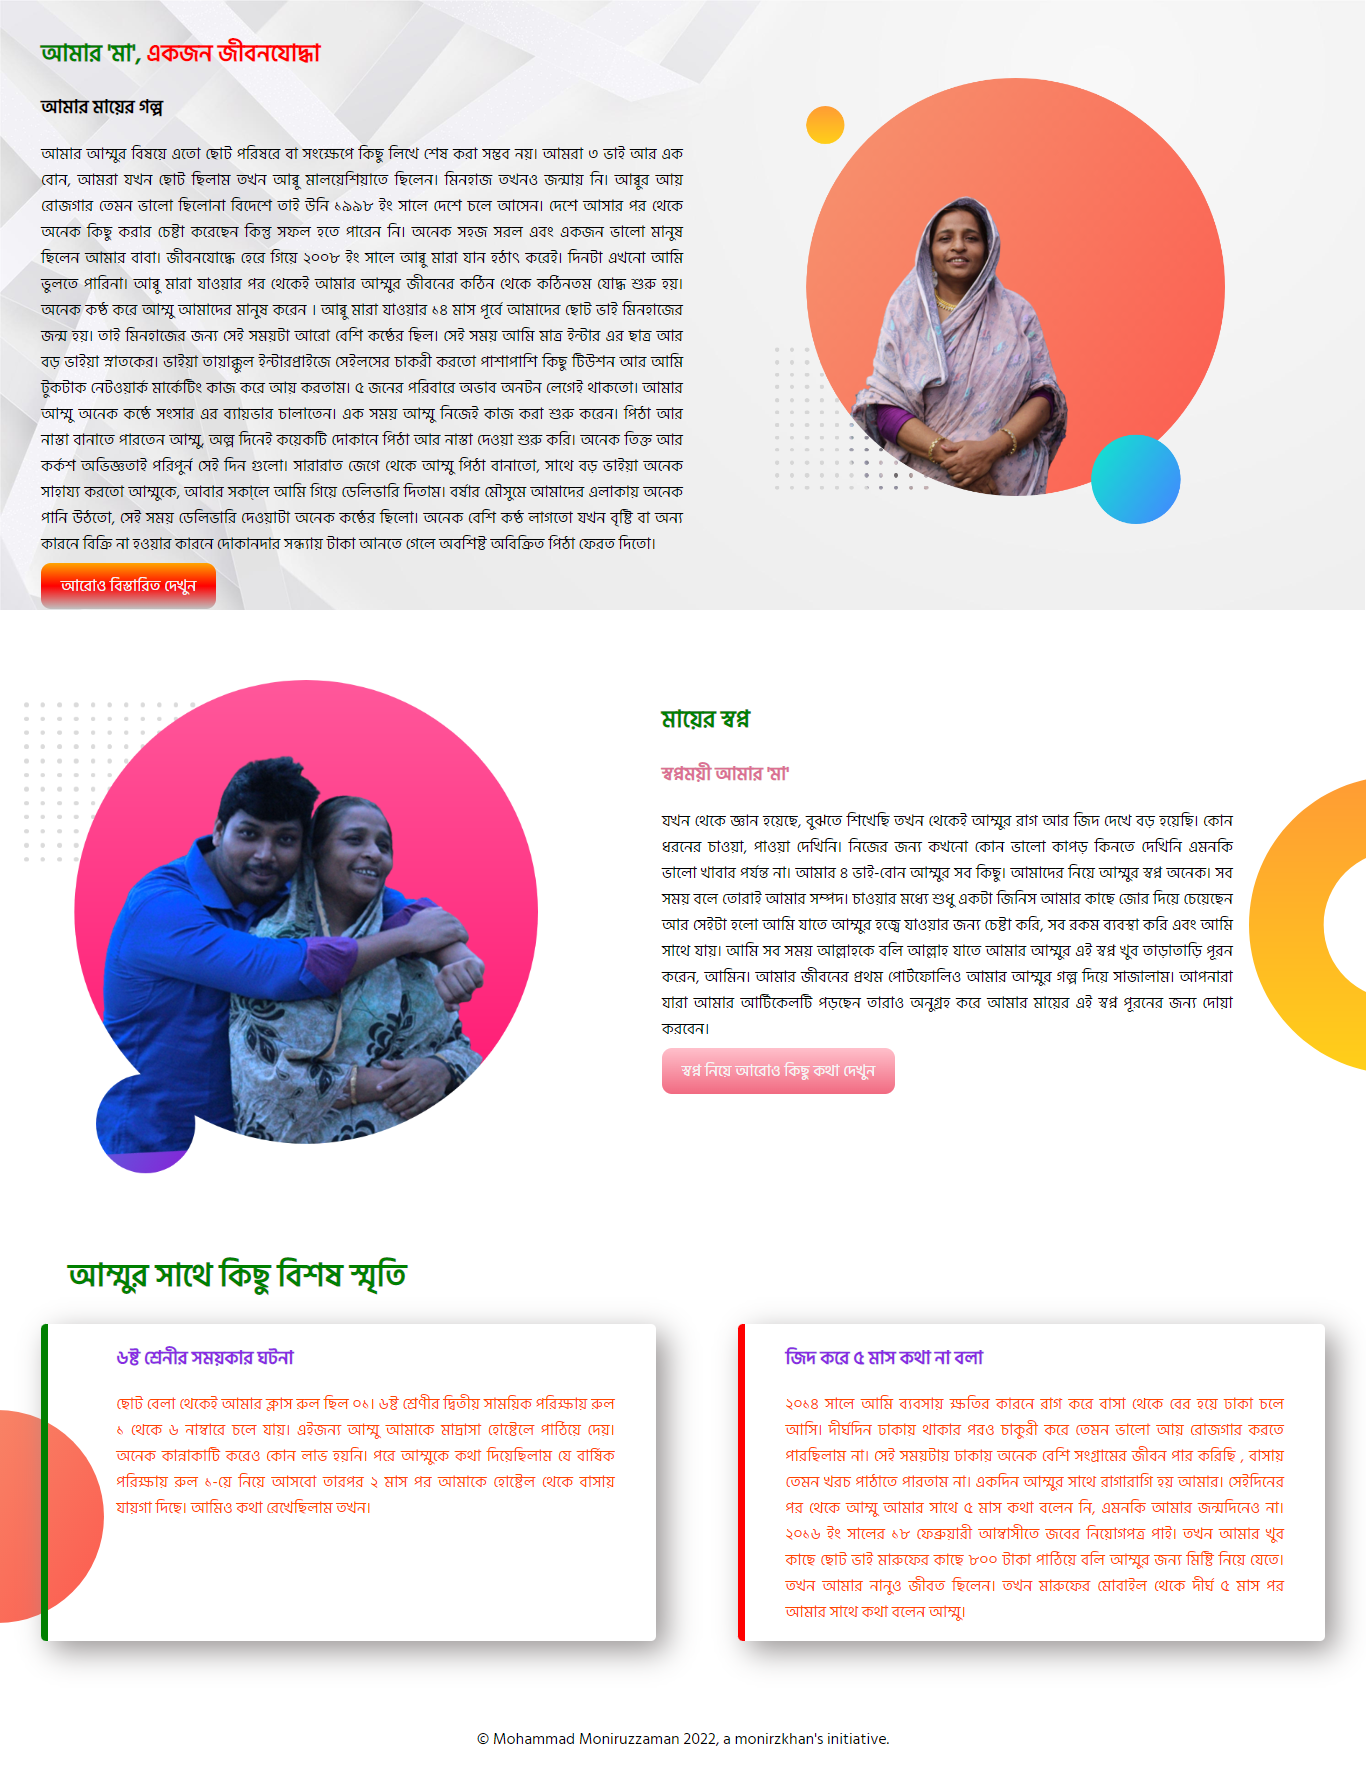 আমার 'মা', একজন জীবনযোদ্ধা
আমার মায়ের গল্প
আমার আম্মুর বিষয়ে এতো ছোট পরিষরে বা সংক্ষেপে কিছু লিখে শেষ করা সম্ভব নয়। আমরা ৩ ভাই আর এক
বোন, আমরা যখন ছোট ছিলাম তখন আব্বু মালয়েশিয়াতে ছিলেন। মিনহাজ তখনও জন্মায় নি। আব্বুর আয়
রোজগার তেমন ভালো ছিলোনা বিদেশে তাই উনি ১৯৯৮ ইং সালে দেশে চলে আসেন। দেশে আসার পর থেকে
অনেক কিছু করার চেষ্টা করেছেন কিন্তু সফল হতে পারেন নি। অনেক সহজ সরল এবং একজন ভালো মানুষ
ছিলেন আমার বাবা। জীবনযোদ্ধে হেরে গিয়ে ২০০৮ ইং সালে আব্বু মারা যান হঠাৎ করেই। দিনটা এখনো আমি
ভুলতে পারিনা। আব্বু মারা যাওয়ার পর থেকেই আমার আম্মুর জীবনের কঠিন থেকে কঠিনতম যোদ্ধ শুরু হয়।
অনেক কষ্ঠ করে আম্মু আমাদের মানুষ করেন । আব্বু মারা যাওয়ার ১৪ মাস পূর্বে আমাদের ছোট ভাই মিনহাজের
জন্ম হয়। তাই মিনহাজের জন্য সেই সময়টা আরো বেশি কষ্ঠের ছিল। সেই সময় আমি মাত্র ইন্টার এর ছাত্র আর
বড় ভাইয়া স্নাতকের। ভাইয়া তায়াক্কুল ইন্টারপ্রাইজে সেইলসের চাকরী করতো পাশাপাশি কিছু টিউশন আর আমি
টুকটাক নেটওয়ার্ক মার্কেটিং কাজ করে আয় করতাম। ৫ জনের পরিবারে অভাব অনটন লেগেই থাকতো। আমার
আম্মু অনেক কষ্ঠে সংসার এর ব্যায়ভার চালাতেন। এক সময় আম্মু নিজেই কাজ করা শুরু করেন। পিঠা আর
নাস্তা বানাতে পারতেন আম্মু, অল্প দিনেই কয়েকটি দোকানে পিঠা আর নাস্তা দেওয়া শুরু করি। অনেক তিক্ত আর
কর্কশ অভিজ্ঞতাই পরিপুর্ন সেই দিন গুলো। সারারাত জেগে থেকে আম্মু পিঠা বানাতো, সাথে বড় ভাইয়া অনেক
সাহায্য করতো আম্মুকে, আবার সকালে আমি গিয়ে ডেলিভারি দিতাম। বর্ষার মৌসুমে আমাদের এলাকায় অনেক
পানি উঠতো, সেই সময় ডেলিভারি দেওয়াটা অনেক কষ্ঠের ছিলো। অনেক বেশি কষ্ঠ লাগতো যখন বৃষ্টি বা অন্য
কারনে বিক্রি না হওয়ার কারনে দোকানদার সন্ধ্যায় টাকা আনতে গেলে অবশিষ্ট অবিক্রিত পিঠা ফেরত দিতো।
আরোও বিস্তারিত দেখুন
মায়ের স্বপ্ন
স্বপ্নময়ী আমার 'মা'
যখন থেকে জ্ঞান হয়েছে, বুঝতে শিখেছি তখন থেকেই আম্মুর রাগ আর জিদ দেখে বড় হয়েছি। কোন
ধরনের চাওয়া, পাওয়া দেখিনি। নিজের জন্য কখনো কোন ভালো কাপড় কিনতে দেখিনি এমনকি
ভালো খাবার পর্যন্ত না। আমার ৪ ভাই-বোন আম্মুর সব কিছু। আমাদের নিয়ে আম্মুর স্বপ্ন অনেক। সব
সময় বলে তোরাই আমার সম্পদ। চাওয়ার মধ্যে শুধু একটা জিনিস আমার কাছে জোর দিয়ে চেয়েছেন
আর সেইটা হলো আমি যাতে আম্মুর হজ্বে যাওয়ার জন্য চেষ্টা করি, সব রকম ব্যবস্থা করি এবং আমি
সাথে যায়। আমি সব সময় আল্লাহকে বলি আল্লাহ যাতে আমার আম্মুর এই স্বপ্ন খুব তাড়াতাড়ি পূরন
করেন, আমিন। আমার জীবনের প্রথম পোর্টফোলিও আমার আম্মুর গল্প দিয়ে সাজালাম। আপনারা
যারা আমার আর্টিকেলটি পড়ছেন তারাও অনুগ্রহ করে আমার মায়ের এই স্বপ্ন পূরনের জন্য দোয়া
করবেন।
স্বপ্ন নিয়ে আরোও কিছু কথা দেখুন
আম্মুর সাথে কিছু বিশষ স্মৃতি
৬ষ্ট শ্রেনীর সময়কার ঘটনা
ছোট বেলা থেকেই আমার ক্লাস রুল ছিল ০১। ৬ষ্ট শ্রেণীর দ্বিতীয় সাময়িক পরিক্ষায় রুল
১ থেকে ৬ নাম্বারে চলে যায়। এইজন্য আম্মু আমাকে মাদ্রাসা হোষ্টেলে পাঠিয়ে দেয়।
অনেক কান্নাকাটি করেও কোন লাভ হয়নি। পরে আম্মুকে কথা দিয়েছিলাম যে বার্ষিক
পরিক্ষায় রুল ১-য়ে নিয়ে আসবো তারপর ২ মাস পর আমাকে হোষ্টেল থেকে বাসায়
যায়গা দিছে। আমিও কথা রেখেছিলাম তখন।
জিদ করে ৫ মাস কথা না বলা
২০১৪ সালে আমি ব্যবসায় ক্ষতির কারনে রাগ করে বাসা থেকে বের হয়ে ঢাকা চলে
আসি। দীর্ঘদিন ঢাকায় থাকার পরও চাকুরী করে তেমন ভালো আয় রোজগার করতে
পারছিলাম না। সেই সময়টায় ঢাকায় অনেক বেশি সংগ্রামের জীবন পার করিছি , বাসায়
তেমন খরচ পাঠাতে পারতাম না। একদিন আম্মুর সাথে রাগারাগি হয় আমার। সেইদিনের
পর থেকে আম্মু আমার সাথে ৫ মাস কথা বলেন নি, এমনকি আমার জন্মদিনেও না।
২০১৬ ইং সালের ১৮ ফেব্রুয়ারী আম্বাসীতে জবের নিয়োগপত্র পাই। তখন আমার খুব
কাছে ছোট ভাই মারুফের কাছে ৮০০ টাকা পাঠিয়ে বলি আম্মুর জন্য মিষ্টি নিয়ে যেতে।
তখন আমার নানুও জীবত ছিলেন। তখন মারুফের মোবাইল থেকে দীর্ঘ ৫ মাস পর
আমার সাথে কথা বলেন আম্মু।
© Mohammad Moniruzzaman 2022, a monirzkhan's initiative.